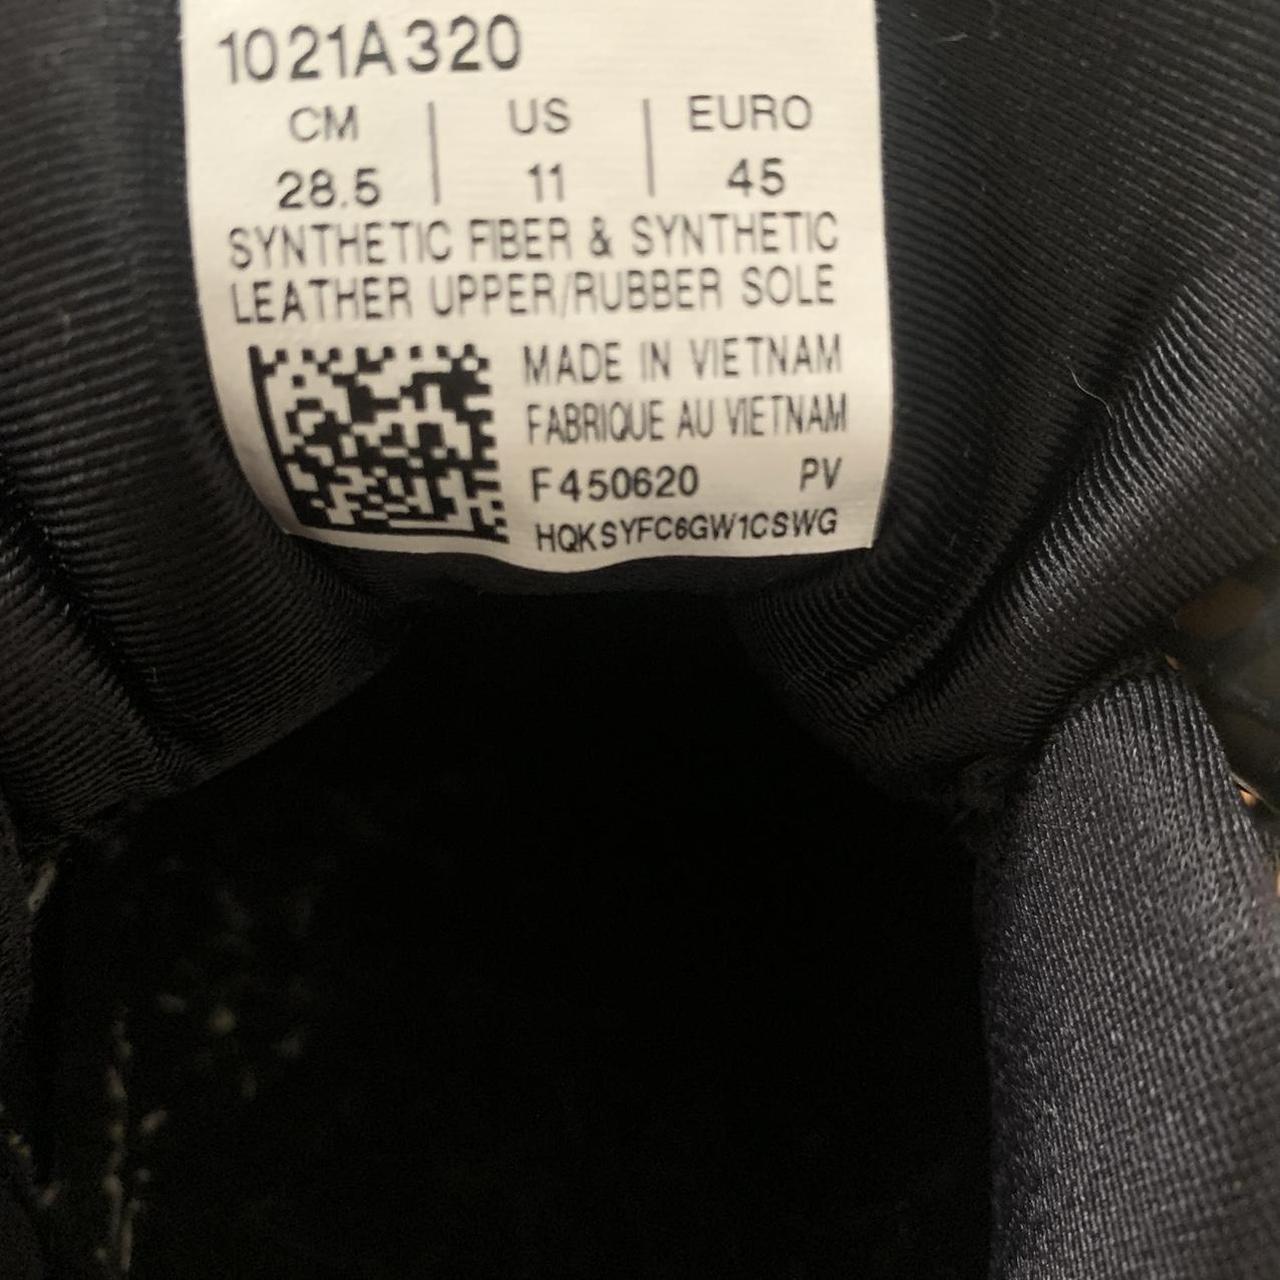 1021A320
CM | US | EURO
28.5 | 11 | 45
SYNTHETIC FIBER & SYNTHETIC
LEATHER UPPER/RUBBER SOLE
MADE IN VIETNAM
FABRIQUE AU VIETNAM
F450620 PV
HQKSYFC6GW1CSWG